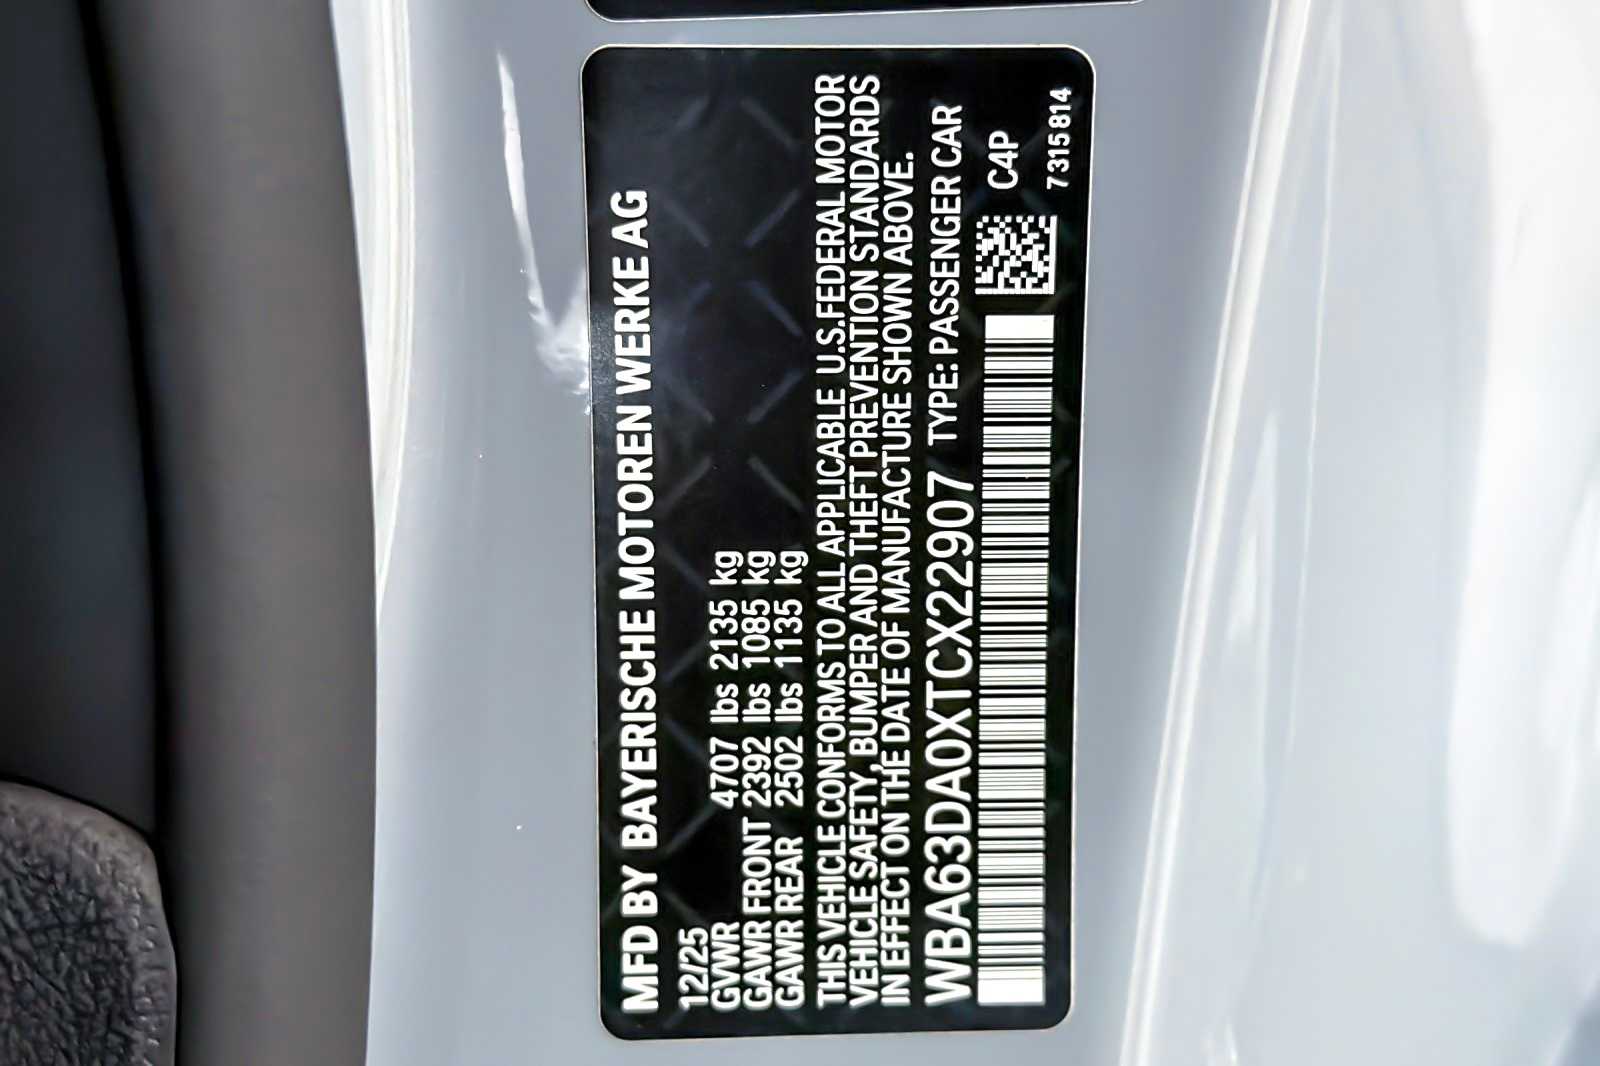 MFD BY BAYERISCHE MOTOREN WERKE AG
12/25
GVWR 4707 lbs 2135 kg
GAWR FRONT 2392 lbs 1085 kg
GAWR REAR 2502 lbs 1135 kg
THIS VEHICLE CONFORMS TO ALL APPLICABLE U.S.FEDERAL MOTOR
VEHICLE SAFETY, BUMPER AND THEFT PREVENTION STANDARDS
IN EFFECT ON THE DATE OF MANUFACTURE SHOWN ABOVE.
WBA63DA0XTCX22907 TYPE: PASSENGER CAR
C4P
7315814